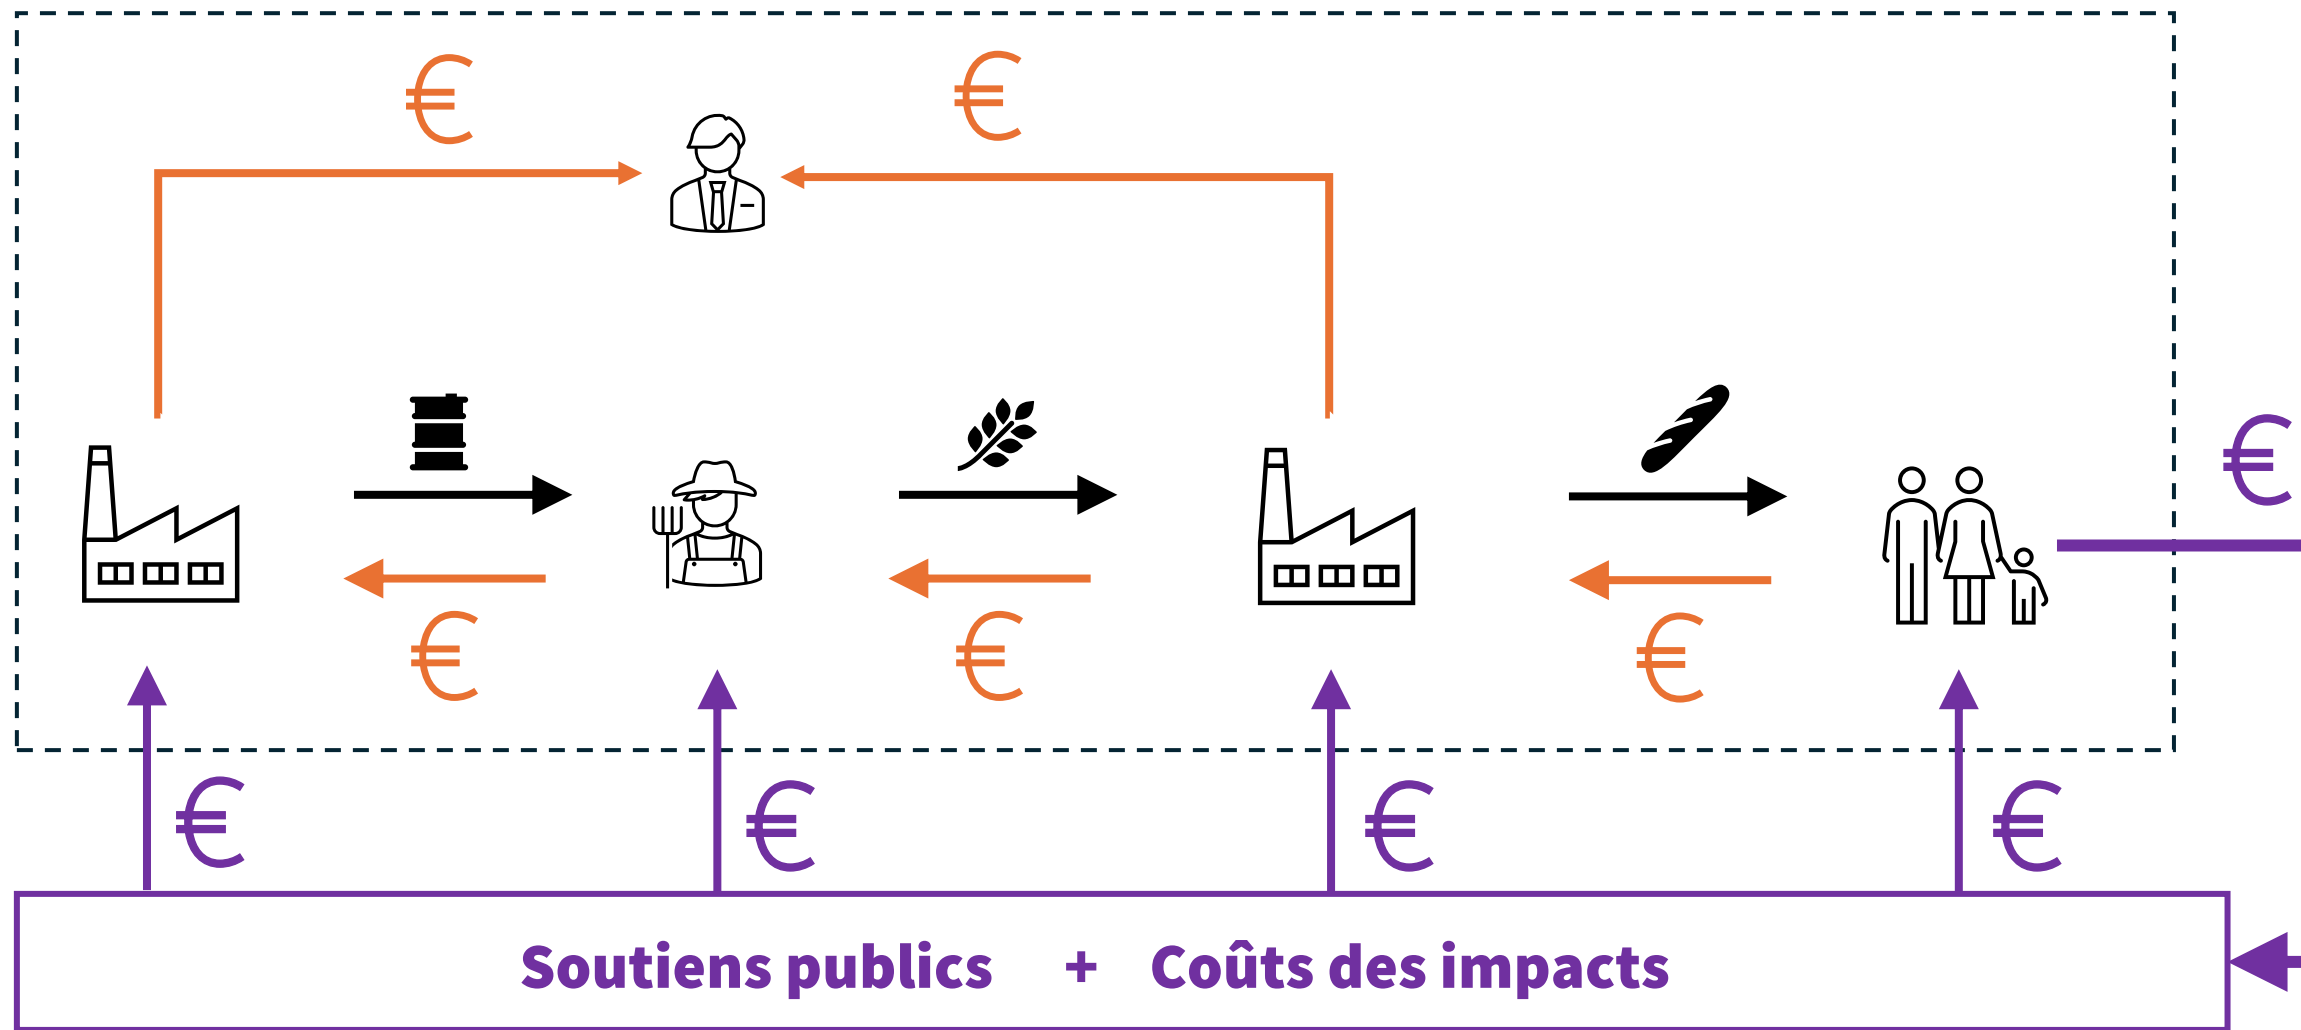 € €
€
€ € €
€ € € €
Soutiens publics + Coûts des impacts